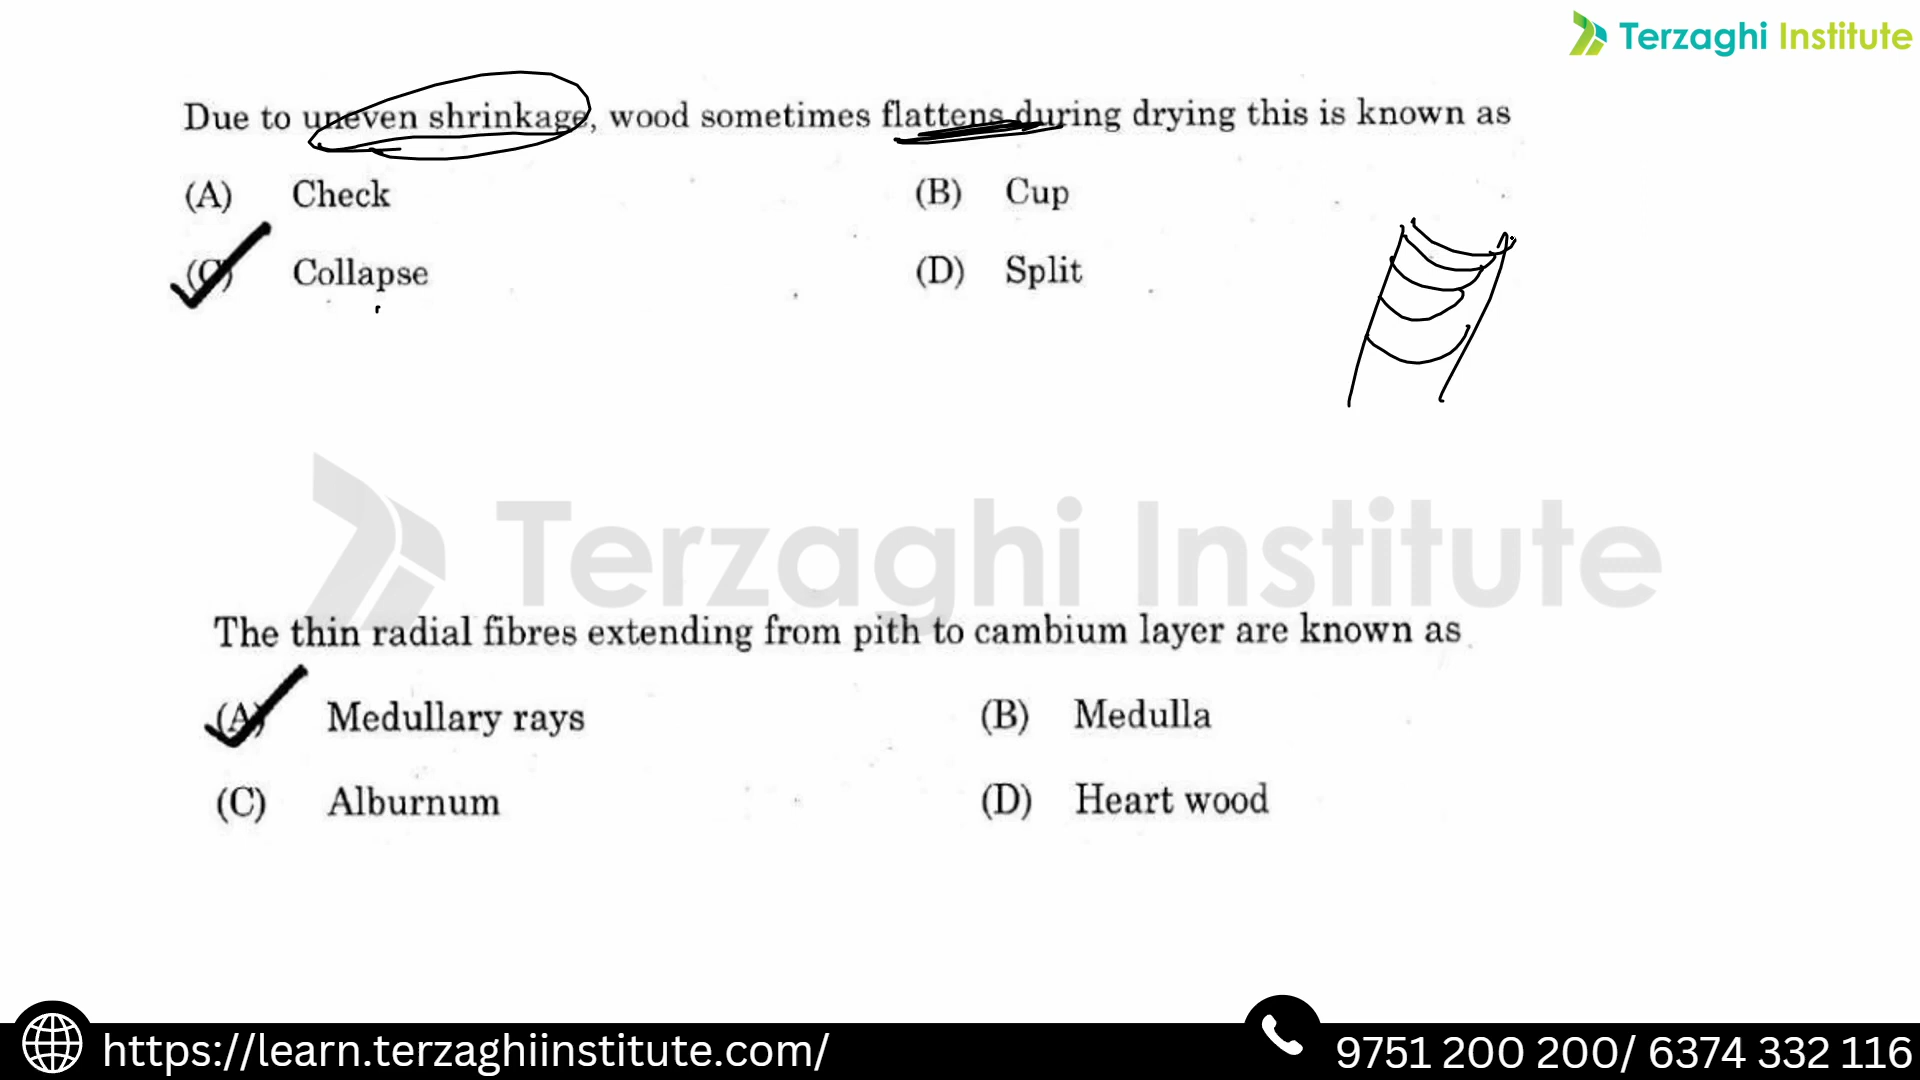 Terzaghi Institute
Due to uneven shrinkage, wood sometimes flattens during drying this is known as
(A) Check (B) Cup
(C) Collapse (D) Split
Terzaghi Institute
The thin radial fibres extending from pith to cambium layer are known as
(A) Medullary rays (B) Medulla
(C) Alburnum (D) Heart wood
https://learn.terzaghiinstitute.com/ 9751 200 200/ 6374 332 116